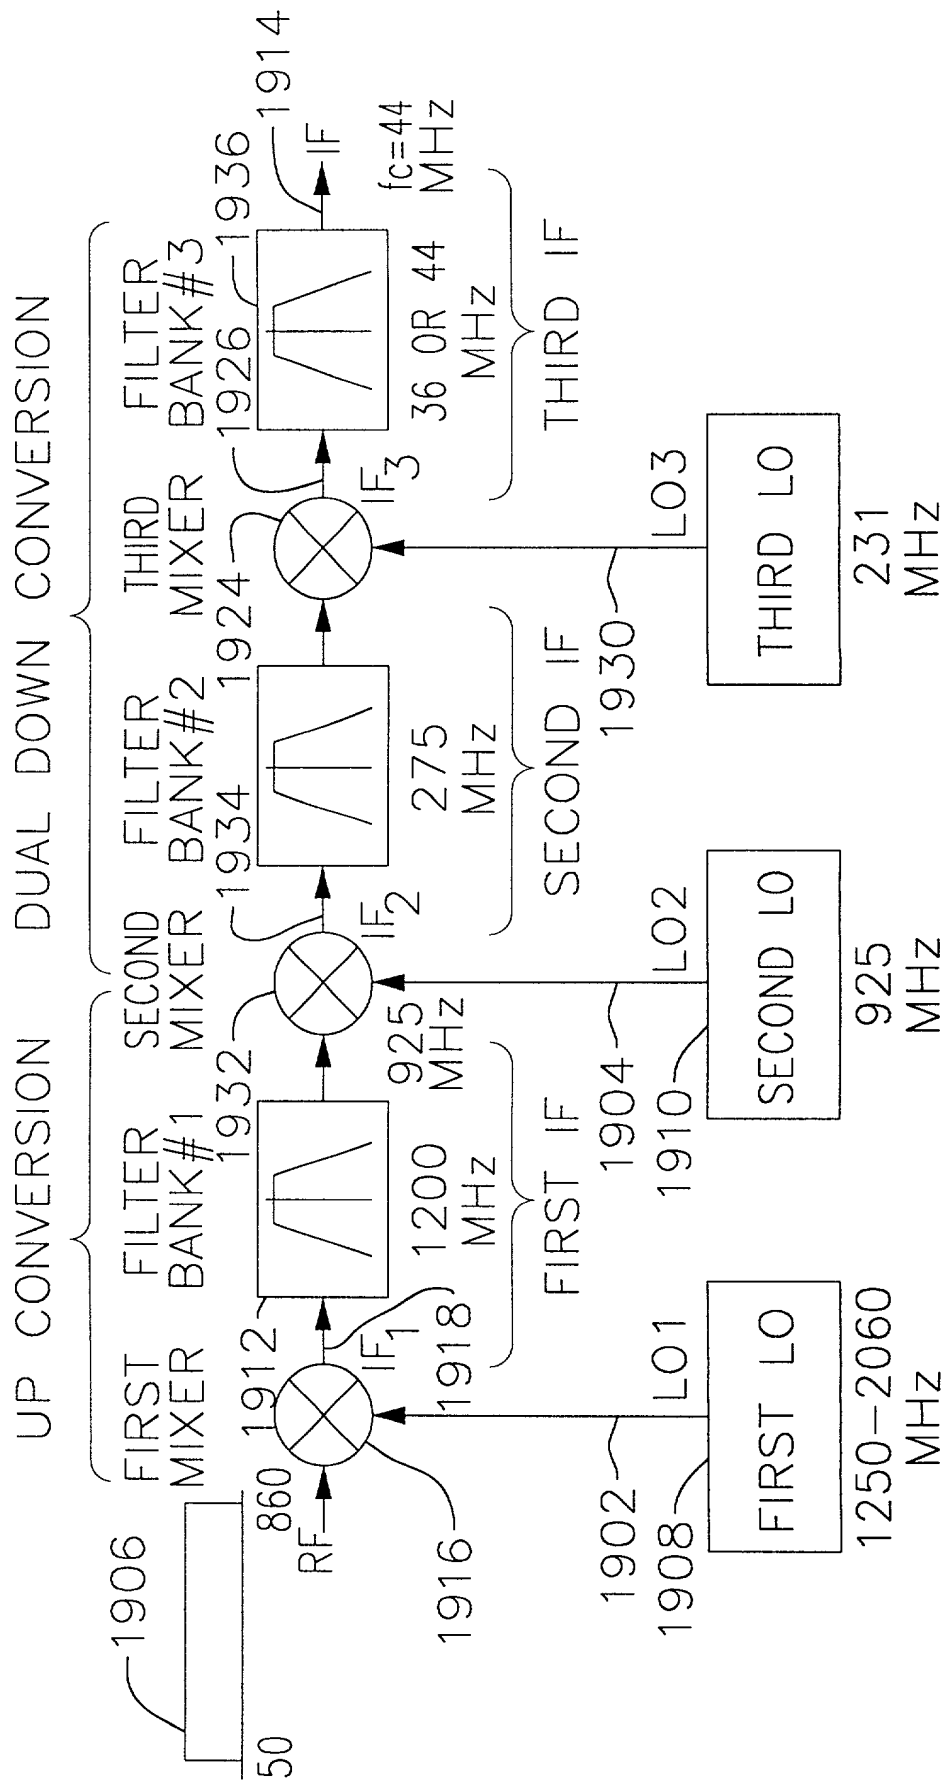 UP CONVERSION
DUAL DOWN CONVERSION
FIRST
MIXER
FILTER
BANK#1
SECOND
MIXER
FILTER
BANK#2
THIRD
MIXER
FILTER
BANK#3
1906
50
860
RF
1916
1912
IF1
1918
1200
MHz
FIRST IF
1932
925
MHz
1934
IF2
275
MHz
SECOND IF
1924
1926
IF3
1936
36 OR 44
MHz
THIRD IF
fc=44
MHz
IF
1914
1902
LO1
1908
FIRST LO
1250-2060
MHz
1904
LO2
1910
SECOND LO
925
MHz
1930
LO3
THIRD LO
231
MHz